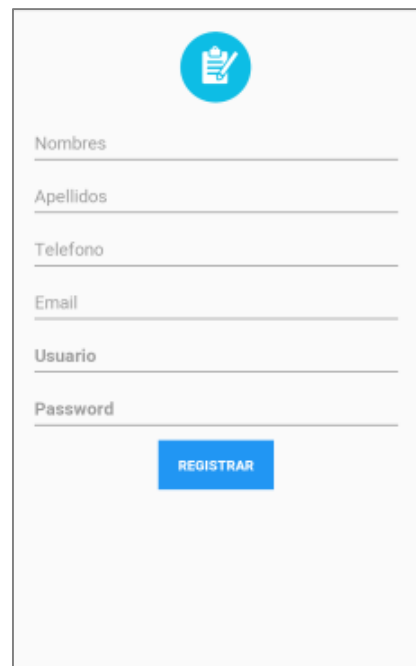 Nombres
Apellidos
Telefono
Email
Usuario
Password
REGISTRAR